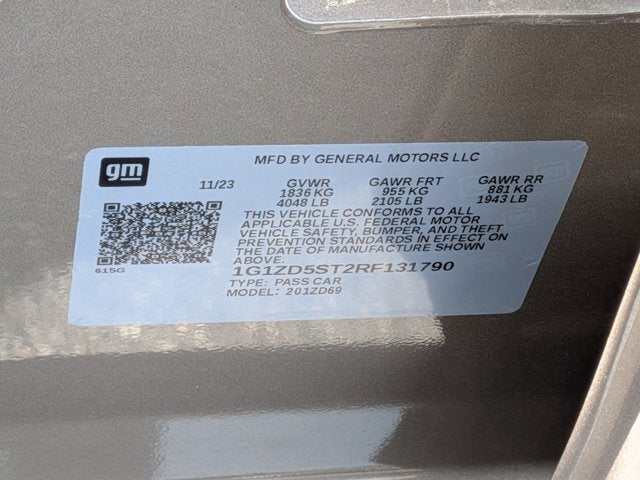 gm
MFD BY GENERAL MOTORS LLC
11/23 GVWR GAWR FRT GAWR RR
1836 KG 955 KG 881 KG
4048 LB 2105 LB 1943 LB
THIS VEHICLE CONFORMS TO ALL
APPLICABLE U.S. FEDERAL MOTOR
VEHICLE SAFETY, BUMPER, AND THEFT
PREVENTION STANDARDS IN EFFECT ON
THE DATE OF MANUFACTURE SHOWN
ABOVE.
615G
1G1ZD5ST2RF131790
TYPE: PASS CAR
MODEL: 201ZD69